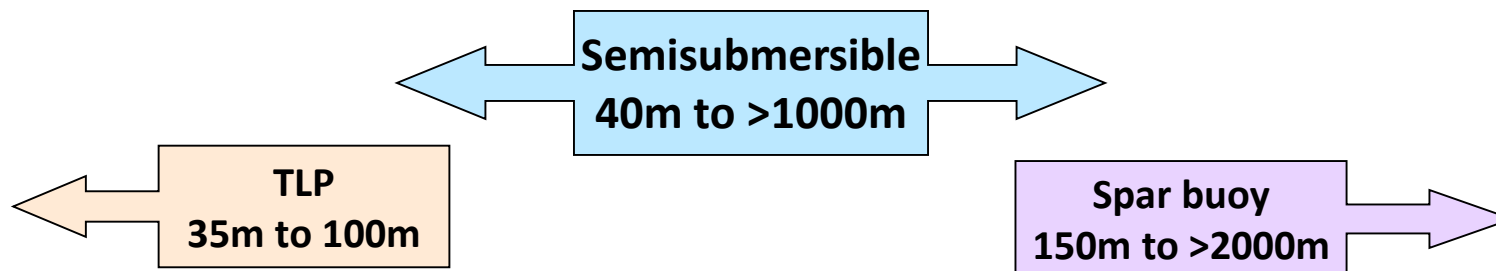 Semisubmersible
40m to >1000m
TLP
35m to 100m
Spar buoy
150m to >2000m